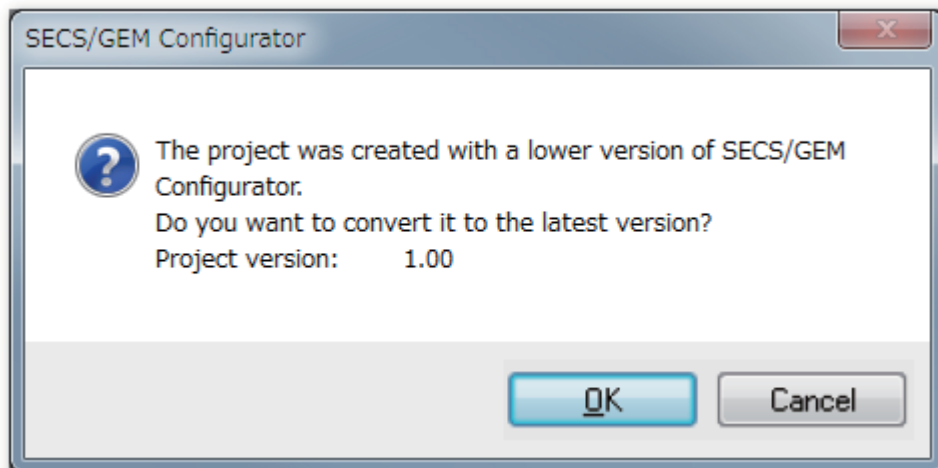 SECS/GEM Configurator
The project was created with a lower version of SECS/GEM
Configurator.
Do you want to convert it to the latest version?
Project version: 1.00
OK
Cancel